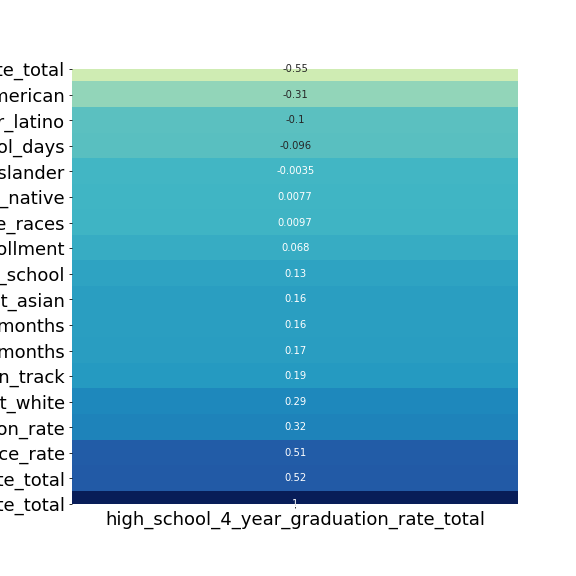 te_total -0.55
merican -0.31
r_latino -0.1
ol_days -0.096
slander -0.0035
_native 0.0077
e_races 0.0097
ollment 0.068
_school 0.13
t_asian 0.16
months 0.16
months 0.17
n_track 0.19
t_white 0.29
on_rate 0.32
ce_rate 0.51
te_total 0.52
te_total 1
high_school_4_year_graduation_rate_total